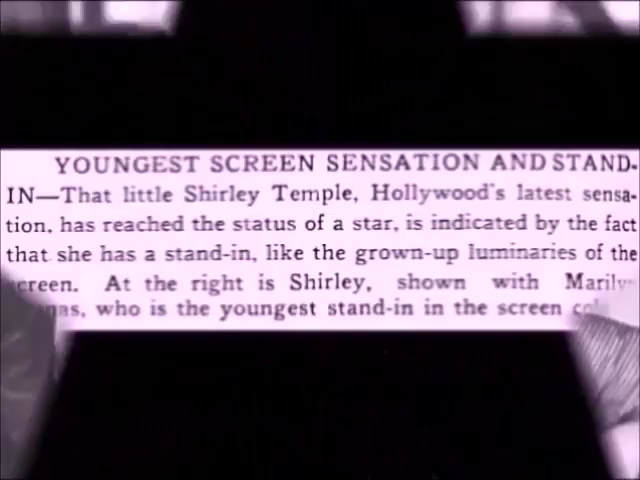 YOUNGEST SCREEN SENSATION AND STAND-
IN—That little Shirley Temple, Hollywood's latest sensa-
tion, has reached the status of a star, is indicated by the fact
that she has a stand-in, like the grown-up luminaries of the
screen. At the right is Shirley, shown with
who is the youngest stand-in in the screen